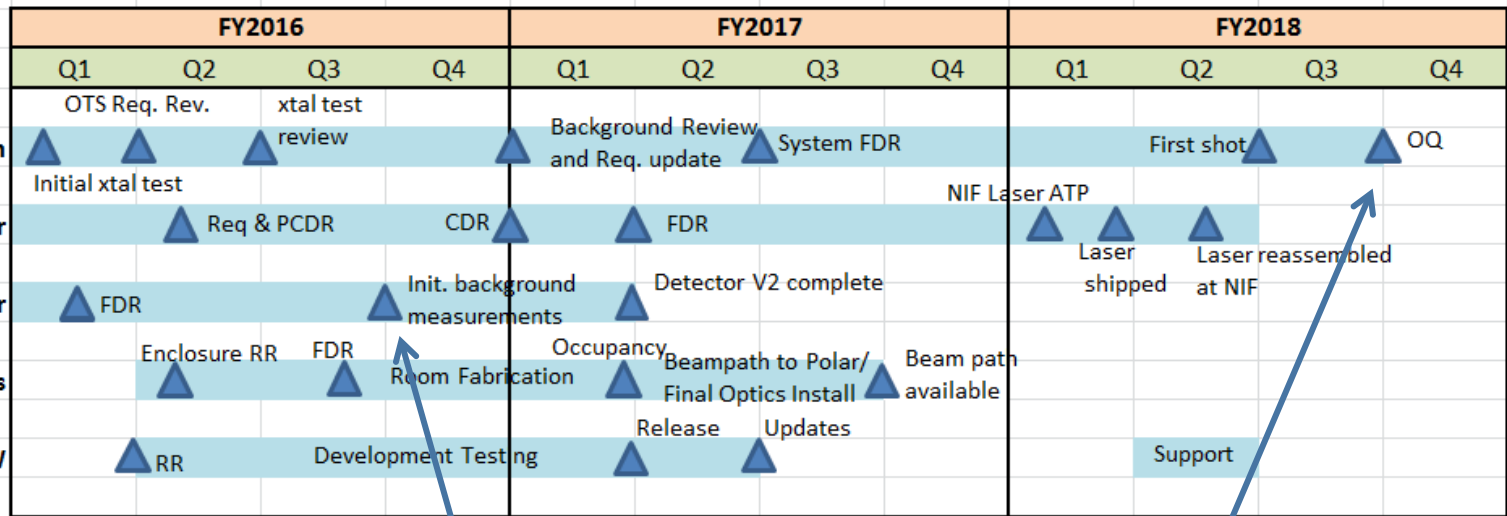 FY2016 FY2017 FY2018
Q1 Q2 Q3 Q4 Q1 Q2 Q3 Q4 Q1 Q2 Q3 Q4
OTS Req. Rev.
xtal test
review
Background Review
and Req. update
System FDR
First shot
OQ
Initial xtal test
Req & PCDR
CDR
FDR
NIF Laser ATP
Laser
shipped
Laser reassembled
at NIF
FDR
Init. background
measurements
Detector V2 complete
Enclosure RR
FDR
Room Fabrication
Occupancy
Beampath to Polar/
Final Optics Install
Beam path
available
RR
Development Testing
Release
Updates
Support